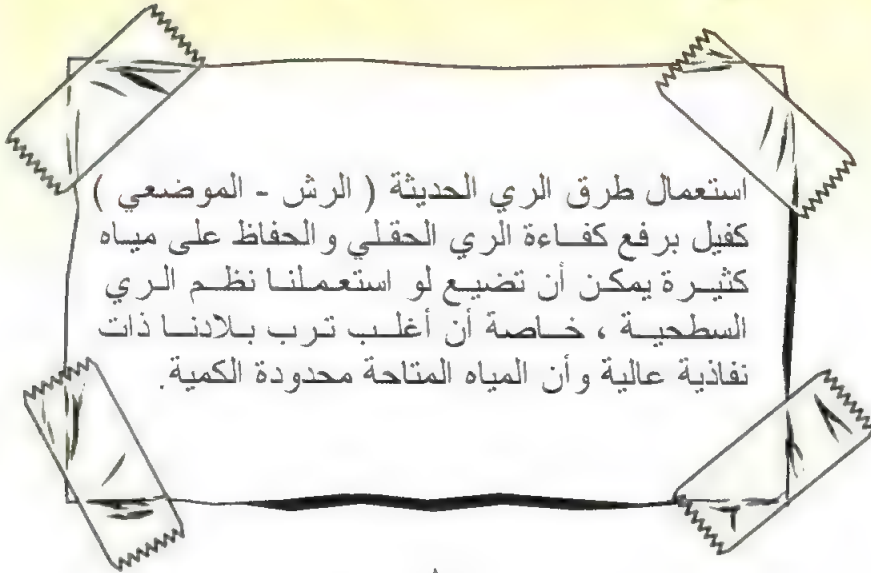 استعمال طرق الري الحديثة ( الرش - الموضعي )
كفيل برفع كفاءة الري الحقلي والحفاظ على مياه
كثيرة يمكن أن تضيع لو استعملنا نظم الري
السطحية ، خاصة أن أغلب ترب بلادنا ذات
نفاذية عالية وأن المياه المتاحة محدودة الكمية .